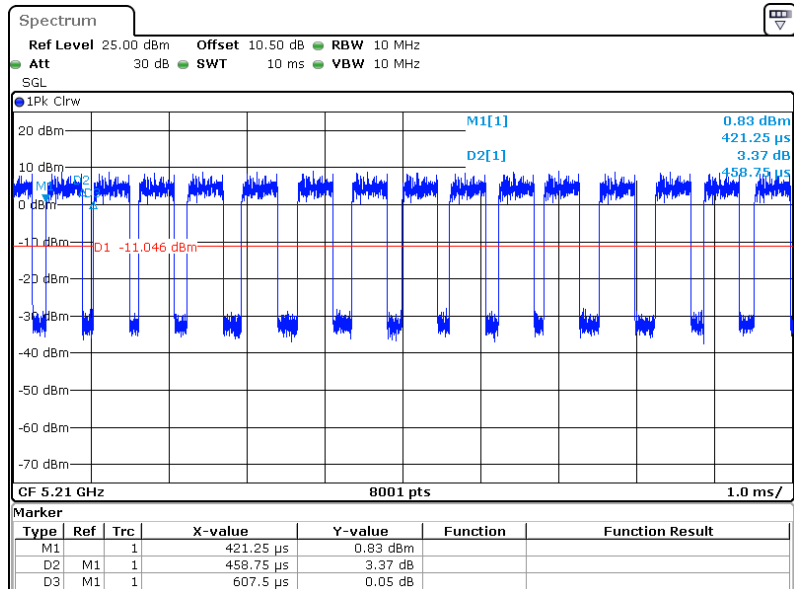 Spectrum
Ref Level 25.00 dBm Offset 10.50 dB RBW 10 MHz
Att 30 dB SWT 10 ms VBW 10 MHz
SGL
1Pk Clrw
M1[1] 0.83 dBm
421.25 µs
D2[1] 3.37 dB
458.75 µs
20 dBm
10 dBm
M1 D2
0 dBm
-10 dBm
D1 -11.046 dBm
-20 dBm
-30 dBm
-40 dBm
-50 dBm
-60 dBm
-70 dBm
CF 5.21 GHz 8001 pts 1.0 ms/
Marker
Type Ref Trc X-value Y-value Function Function Result
M1 1 421.25 µs 0.83 dBm
D2 M1 1 458.75 µs 3.37 dB
D3 M1 1 607.5 µs 0.05 dB